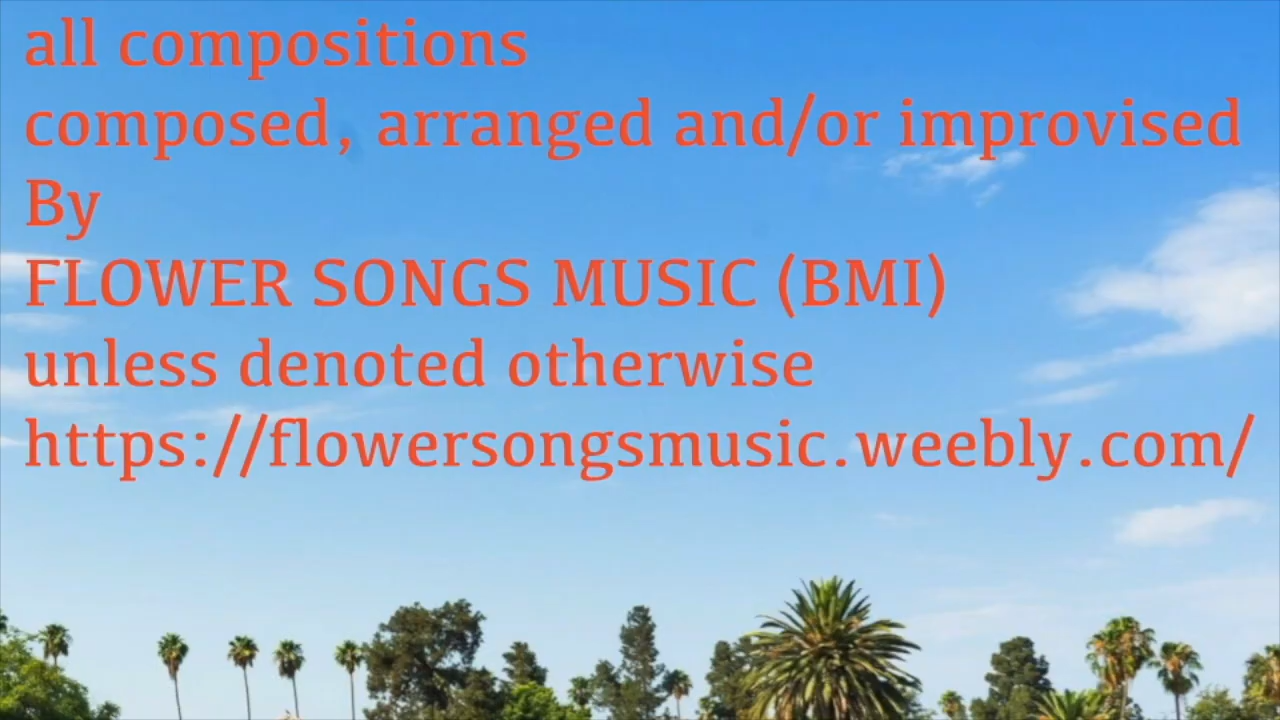 all compositions
composed, arranged and/or improvised
By
FLOWER SONGS MUSIC (BMI)
unless denoted otherwise
https://flowersongsmusic.weebly.com/